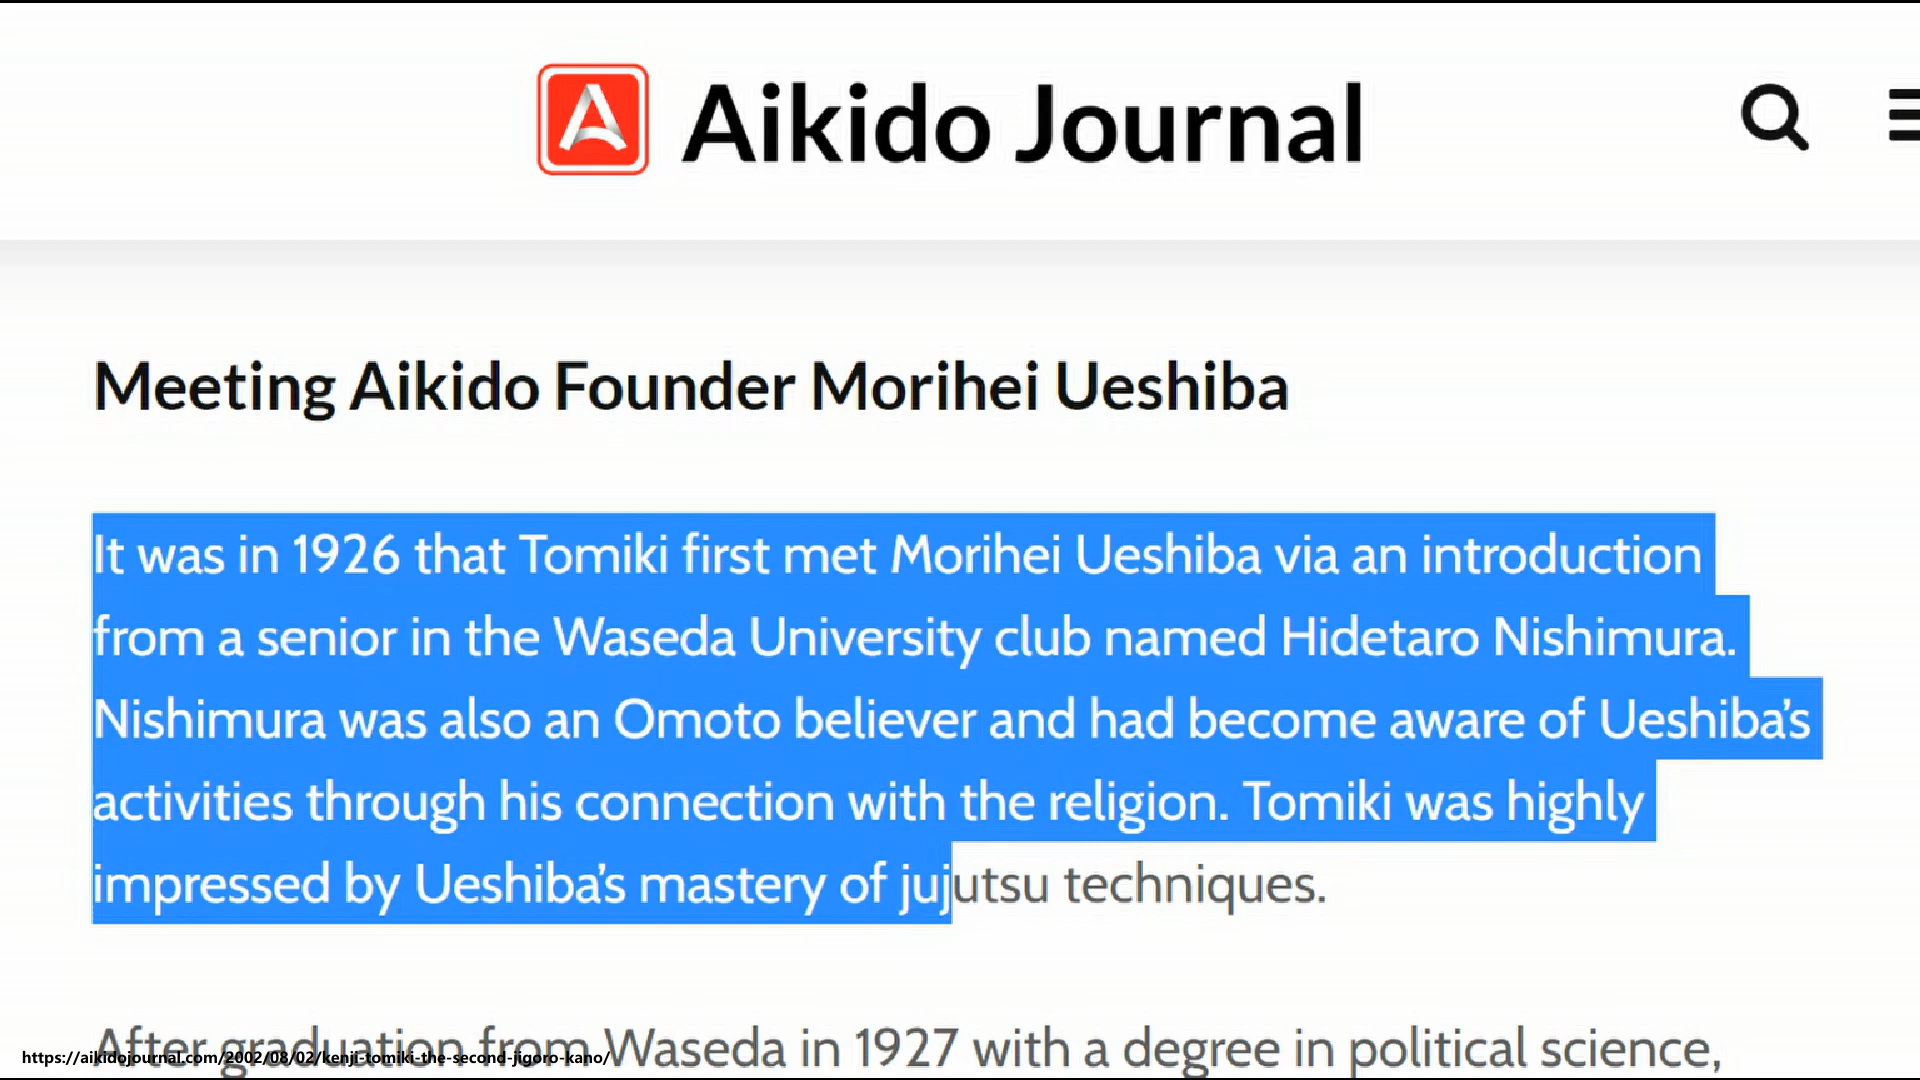 Aikido Journal
Meeting Aikido Founder Morihei Ueshiba
It was in 1926 that Tomiki first met Morihei Ueshiba via an introduction
from a senior in the Waseda University club named Hidetaro Nishimura.
Nishimura was also an Omoto believer and had become aware of Ueshiba’s
activities through his connection with the religion. Tomiki was highly
impressed by Ueshiba’s mastery of jujutsu techniques.
After graduation from Waseda in 1927 with a degree in political science,
https://aikidojournal.com/2002/08/02/kenji-tomiki-the-second-jigoro-kano/